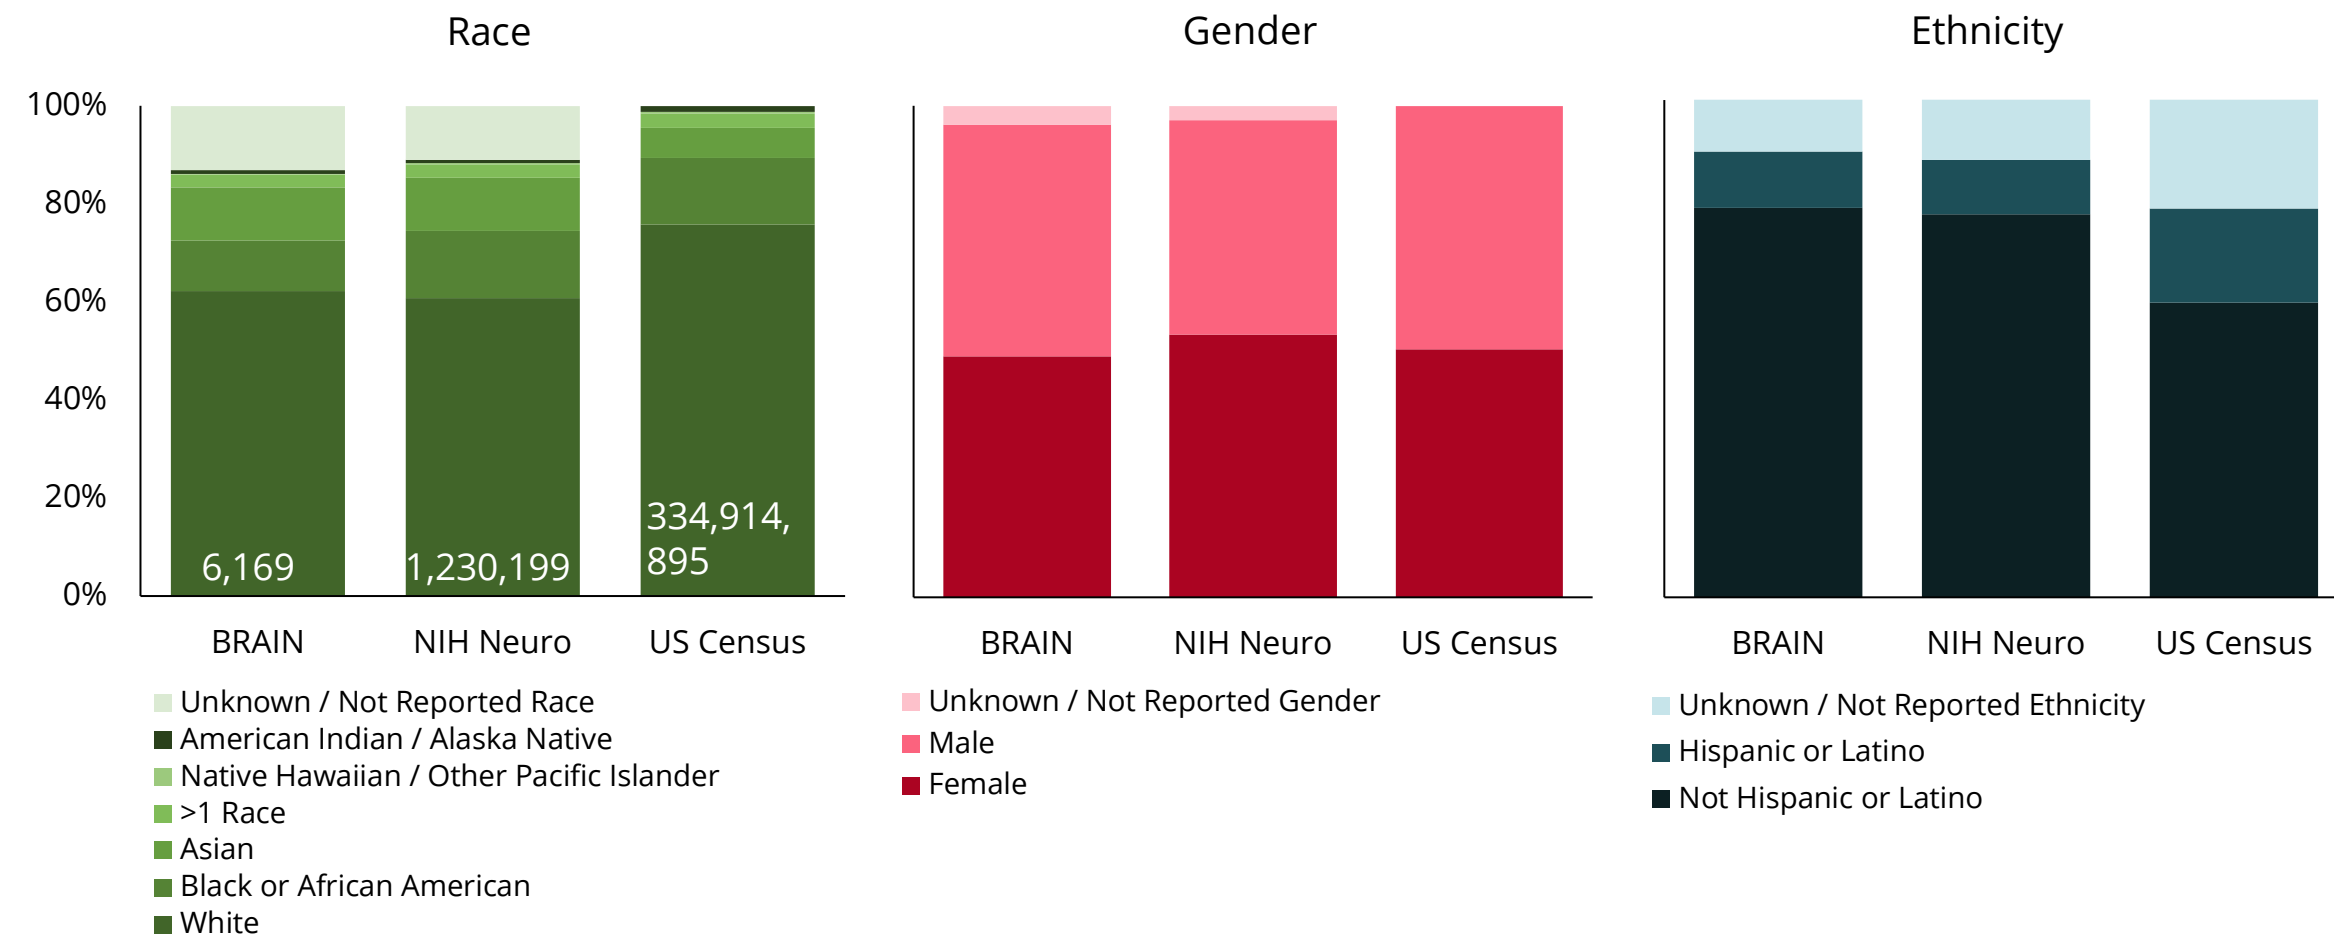 Race
100%
80%
60%
40%
20%
0%
6,169
1,230,199
334,914,
895
BRAIN
NIH Neuro
US Census
Unknown / Not Reported Race
American Indian / Alaska Native
Native Hawaiian / Other Pacific Islander
>1 Race
Asian
Black or African American
White
Gender
BRAIN
NIH Neuro
US Census
Unknown / Not Reported Gender
Male
Female
Ethnicity
BRAIN
NIH Neuro
US Census
Unknown / Not Reported Ethnicity
Hispanic or Latino
Not Hispanic or Latino